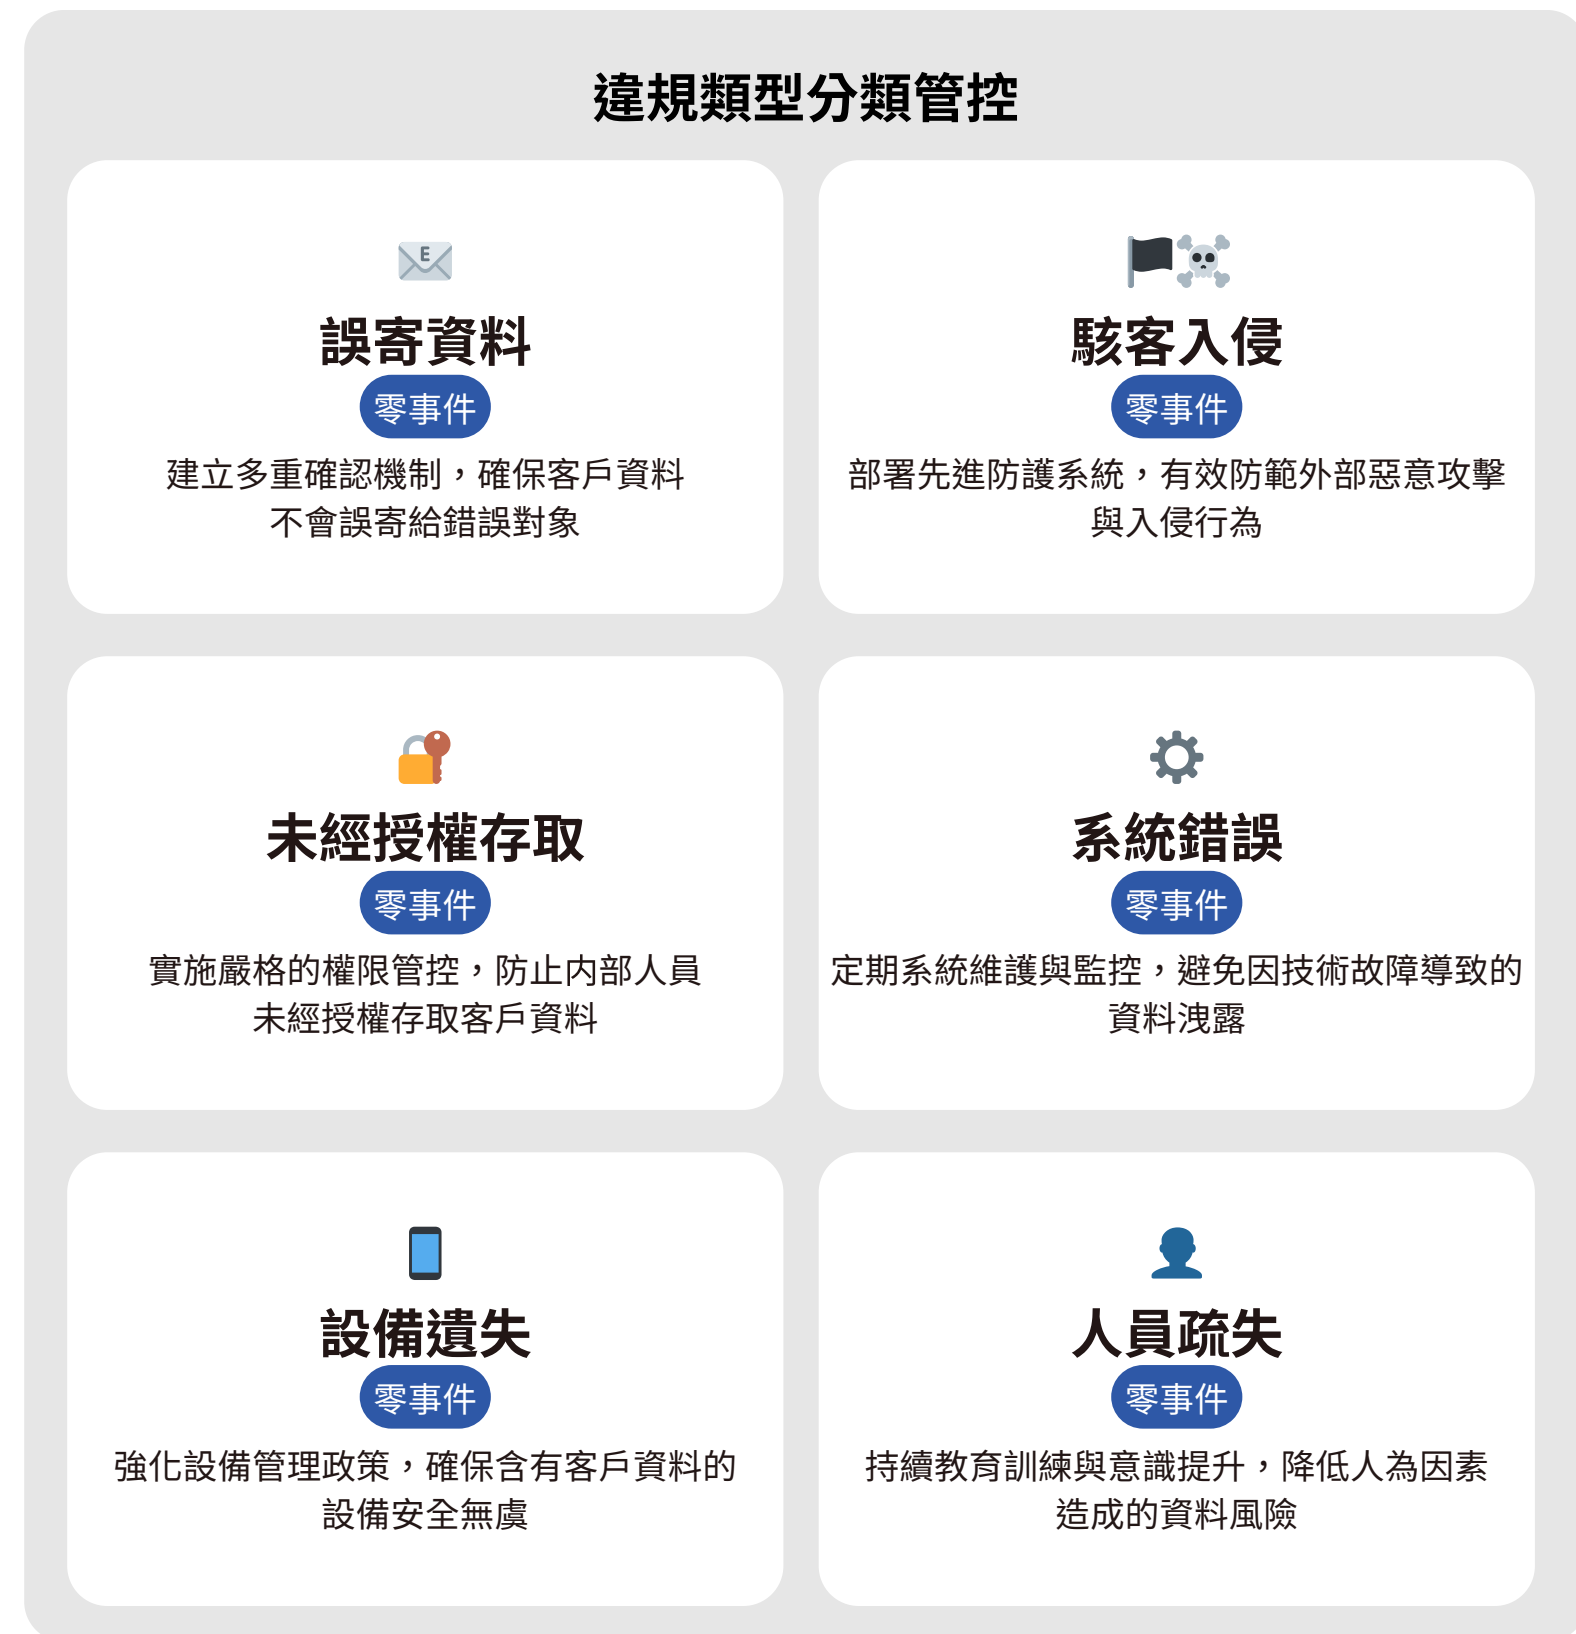 違規類型分類管控
E
誤寄資料
零事件
建立多重確認機制，確保客戶資料
不會誤寄給錯誤對象
駭客入侵
零事件
部署先進防護系統，有效防範外部惡意攻擊
與入侵行為
未經授權存取
零事件
實施嚴格的權限管控，防止內部人員
未經授權存取客戶資料
系統錯誤
零事件
定期系統維護與監控，避免因技術故障導致的
資料洩露
設備遺失
零事件
強化設備管理政策，確保含有客戶資料的
設備安全無虞
人員疏失
零事件
持續教育訓練與意識提升，降低人為因素
造成的資料風險